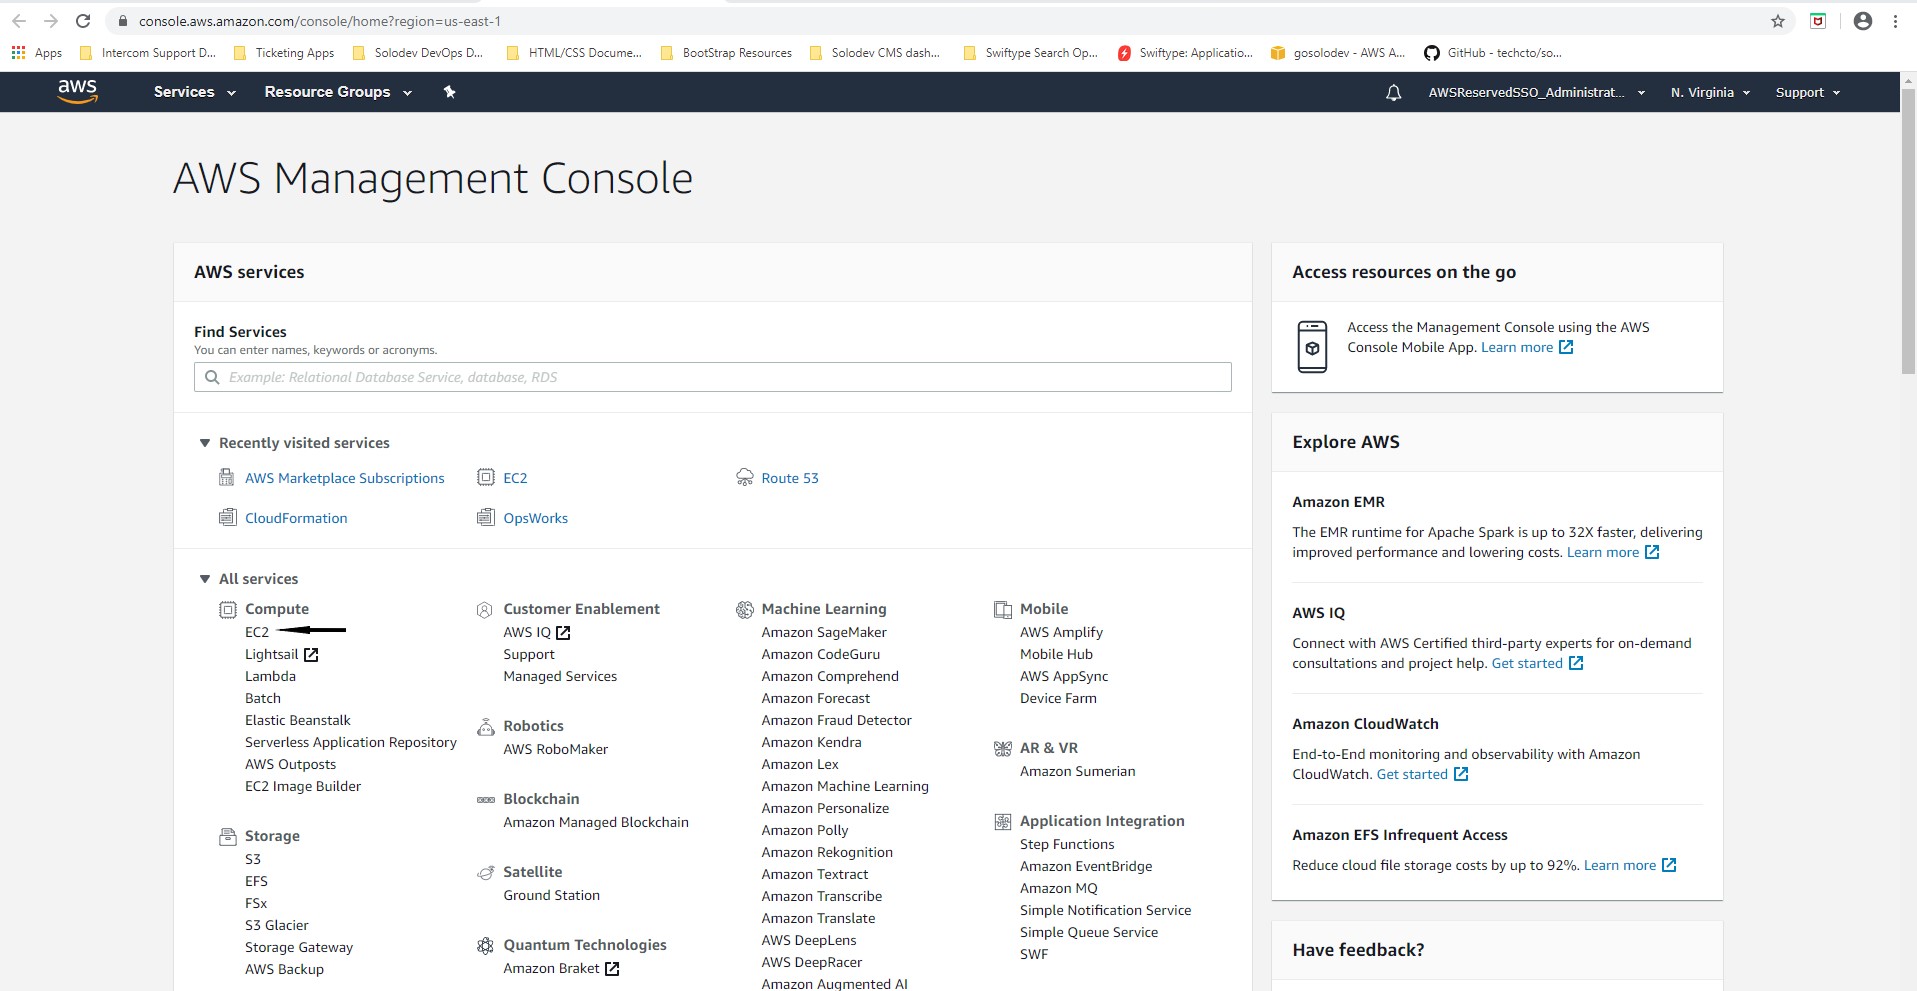 console.aws.amazon.com/console/home?region=us-east-1
Apps
Intercom Support D...
Ticketing Apps
Solodev DevOps D...
HTML/CSS Docume...
BootStrap Resources
Solodev CMS dash...
Swiftype Search Op...
Swiftype: Applicatio...
gosolodev - AWS A...
GitHub - techcto/so...
aws
Services
Resource Groups
AWSReservedSSO_Administrat...
N. Virginia
Support
AWS Management Console
AWS services
Find Services
You can enter names, keywords or acronyms.
Example: Relational Database Service, database, RDS
Recently visited services
AWS Marketplace Subscriptions
EC2
Route 53
CloudFormation
OpsWorks
All services
Compute
EC2
Lightsail
Lambda
Batch
Elastic Beanstalk
Serverless Application Repository
AWS Outposts
EC2 Image Builder
Storage
S3
EFS
FSx
S3 Glacier
Storage Gateway
AWS Backup
Customer Enablement
AWS IQ
Support
Managed Services
Robotics
AWS RoboMaker
Blockchain
Amazon Managed Blockchain
Satellite
Ground Station
Quantum Technologies
Amazon Braket
Machine Learning
Amazon SageMaker
Amazon CodeGuru
Amazon Comprehend
Amazon Forecast
Amazon Fraud Detector
Amazon Kendra
Amazon Lex
Amazon Machine Learning
Amazon Personalize
Amazon Polly
Amazon Rekognition
Amazon Textract
Amazon Transcribe
Amazon Translate
AWS DeepLens
AWS DeepRacer
Amazon Augmented AI
Mobile
AWS Amplify
Mobile Hub
AWS AppSync
Device Farm
AR & VR
Amazon Sumerian
Application Integration
Step Functions
Amazon EventBridge
Amazon MQ
Simple Notification Service
Simple Queue Service
SWF
Access resources on the go
Access the Management Console using the AWS
Console Mobile App. Learn more
Explore AWS
Amazon EMR
The EMR runtime for Apache Spark is up to 32X faster, delivering
improved performance and lowering costs. Learn more
AWS IQ
Connect with AWS Certified third-party experts for on-demand
consultations and project help. Get started
Amazon CloudWatch
End-to-End monitoring and observability with Amazon
CloudWatch. Get started
Amazon EFS Infrequent Access
Reduce cloud file storage costs by up to 92%. Learn more
Have feedback?